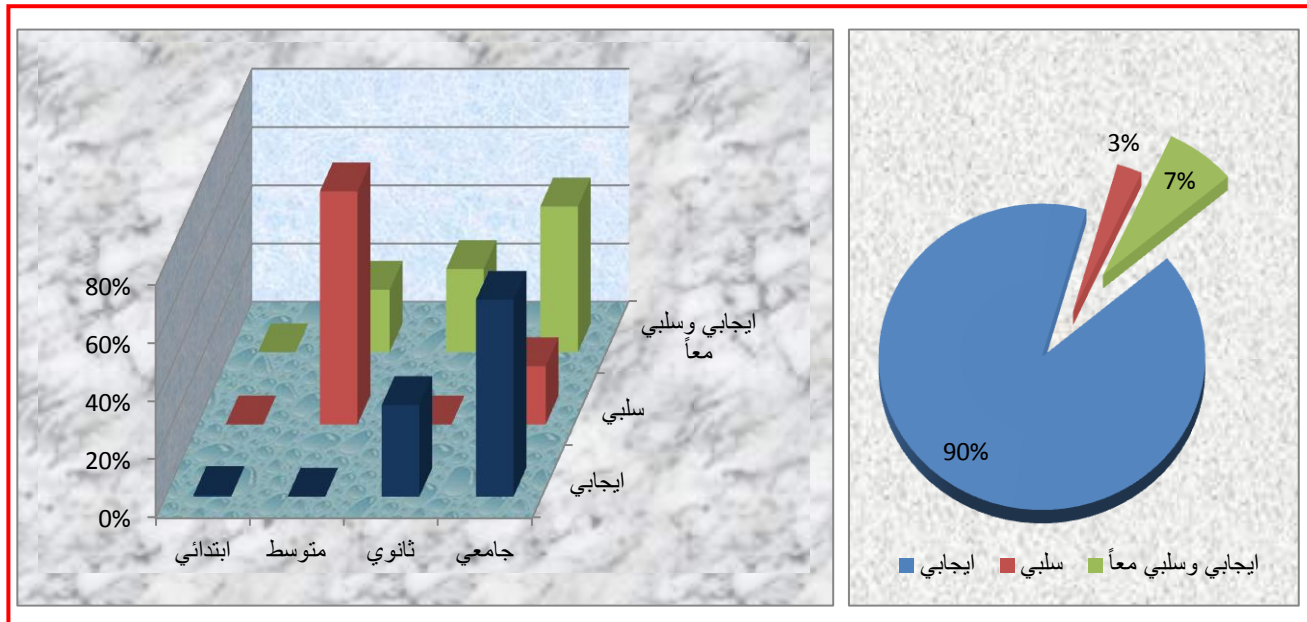 80%
60%
40%
20%
0%
ابتدائي
متوسط
ثانوي
جامعي
ايجابي وسلبي
معاً
سلبي
ايجابي
3%
7%
90%
ايجابي
سلبي
ايجابي وسلبي معاً